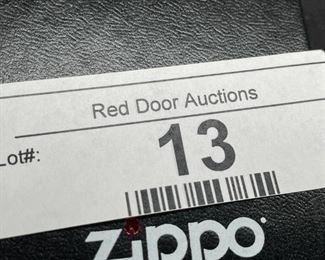 Red Door Auctions
Lot#: 13
Zippo